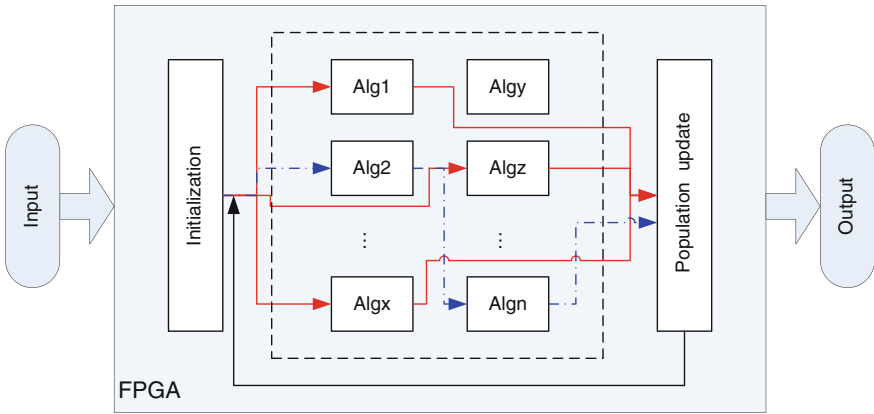 Input
Initialization
Alg1
Algy
Alg2
Algz
...
...
Algx
Algn
Population update
Output
FPGA